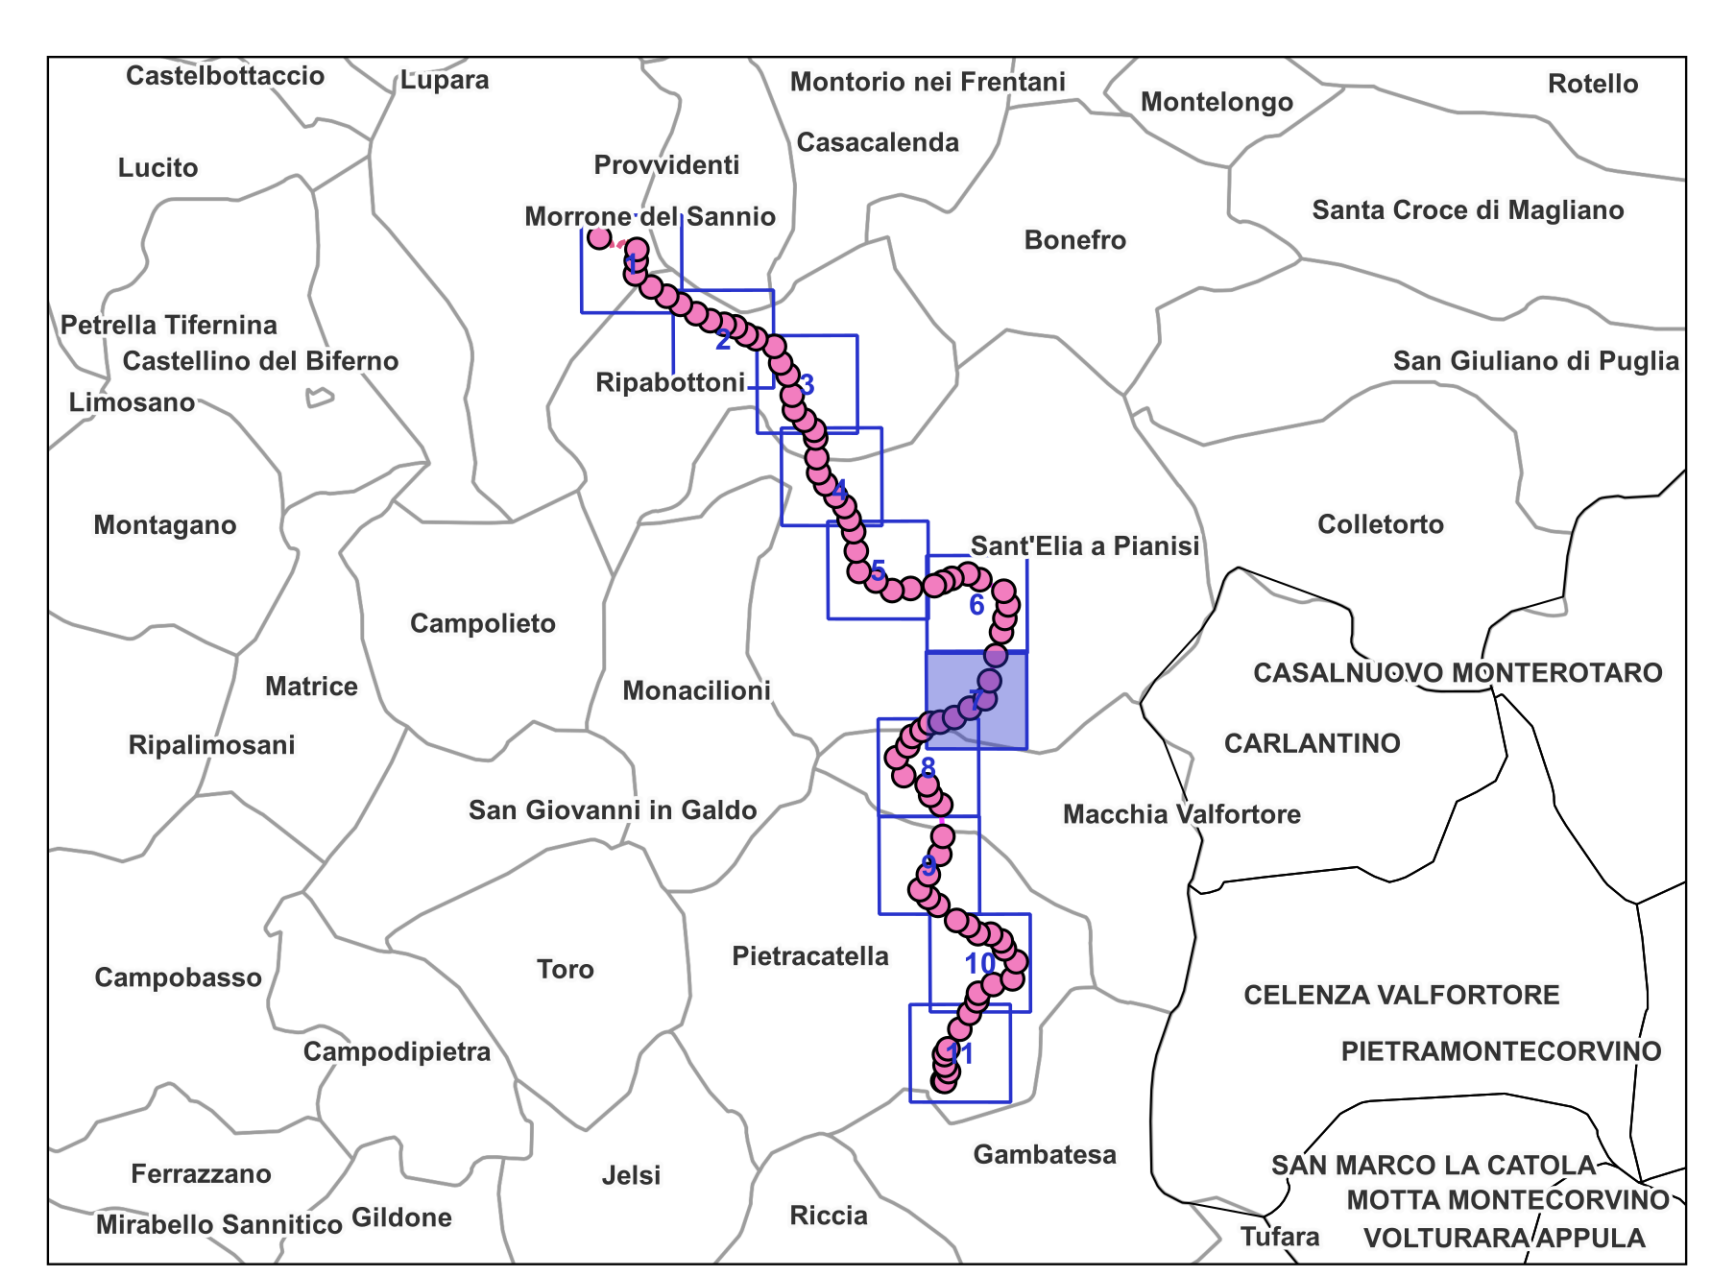 Castelbottaccio
Lupara
Montorio nei Frentani
Rotello
Montelongo
Casacalenda
Lucito
Provvidenti
Santa Croce di Magliano
Morrone del Sannio
Bonefro
1
Petrella Tifernina
2
Castellino del Biferno
San Giuliano di Puglia
Ripabottoni
3
Limosano
4
Montagano
Colletorto
Sant'Elia a Pianisi
5
6
Campolieto
CASALNUOVO MONTEROTARO
Matrice
Monacilioni
7
Ripalimosani
CARLANTINO
8
San Giovanni in Galdo
Macchia Valfortore
9
Pietracatella
10
Toro
Campobasso
CELENZA VALFORTORE
Campodipietra
11
PIETRAMONTECORVINO
Gambatesa
SAN MARCO LA CATOLA
Ferrazzano
Jelsi
MOTTA MONTECORVINO
Mirabello Sannitico
Gildone
Riccia
Tufara
VOLTURARA APPULA